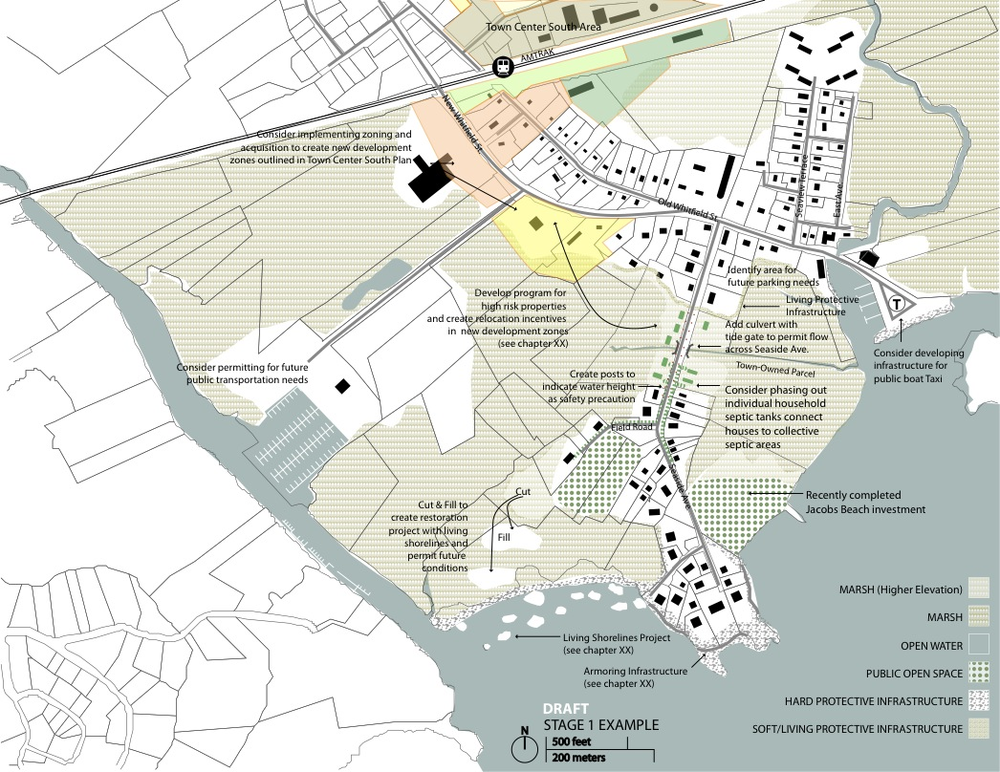 Town Center South Area
AMTRAK
New Whitfield St.
Consider implementing zoning and
acquisition to create new development
zones outlined in Town Center South Plan
Old Whitfield St.
Seaview Terrace
East Ave
Identify area for
future parking needs
Living Protective
Infrastructure
Develop program for
high risk properties
and create relocation incentives
in new development zones
(see chapter XX)
Add culvert with
tide gate to permit flow
across Seaside Ave.
T
Consider developing
infrastructure for
public boat Taxi
Consider permitting for future
public transportation needs
Town-Owned Parcel
Create posts to
indicate water height
as safety precaution
Consider phasing out
individual household
septic tanks connect
houses to collective
septic areas
Field Road
Seaside Ave
Cut
Fill
Cut & Fill to
create restoration
project with living
shorelines and
permit future
conditions
Recently completed
Jacobs Beach investment
Living Shorelines Project
(see chapter XX)
Armoring Infrastructure
(see chapter XX)
MARSH (Higher Elevation)
MARSH
OPEN WATER
PUBLIC OPEN SPACE
HARD PROTECTIVE INFRASTRUCTURE
SOFT/LIVING PROTECTIVE INFRASTRUCTURE
DRAFT
STAGE 1 EXAMPLE
N
500 feet
200 meters